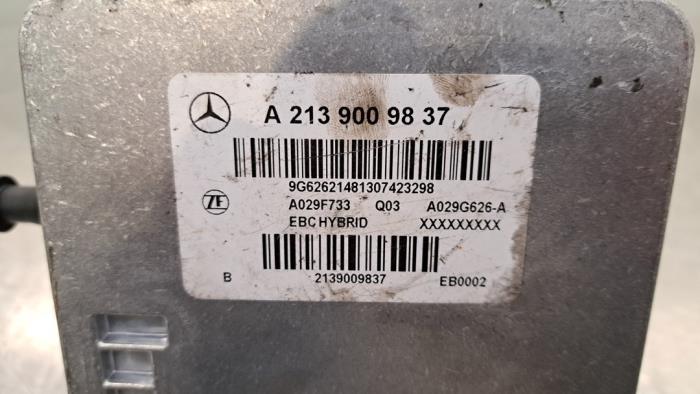 A 213 900 98 37
9G62621481307423298
ZF
A029F733 Q03 A029G626-A
EBC HYBRID XXXXXXXXX
B 2139009837 EB0002